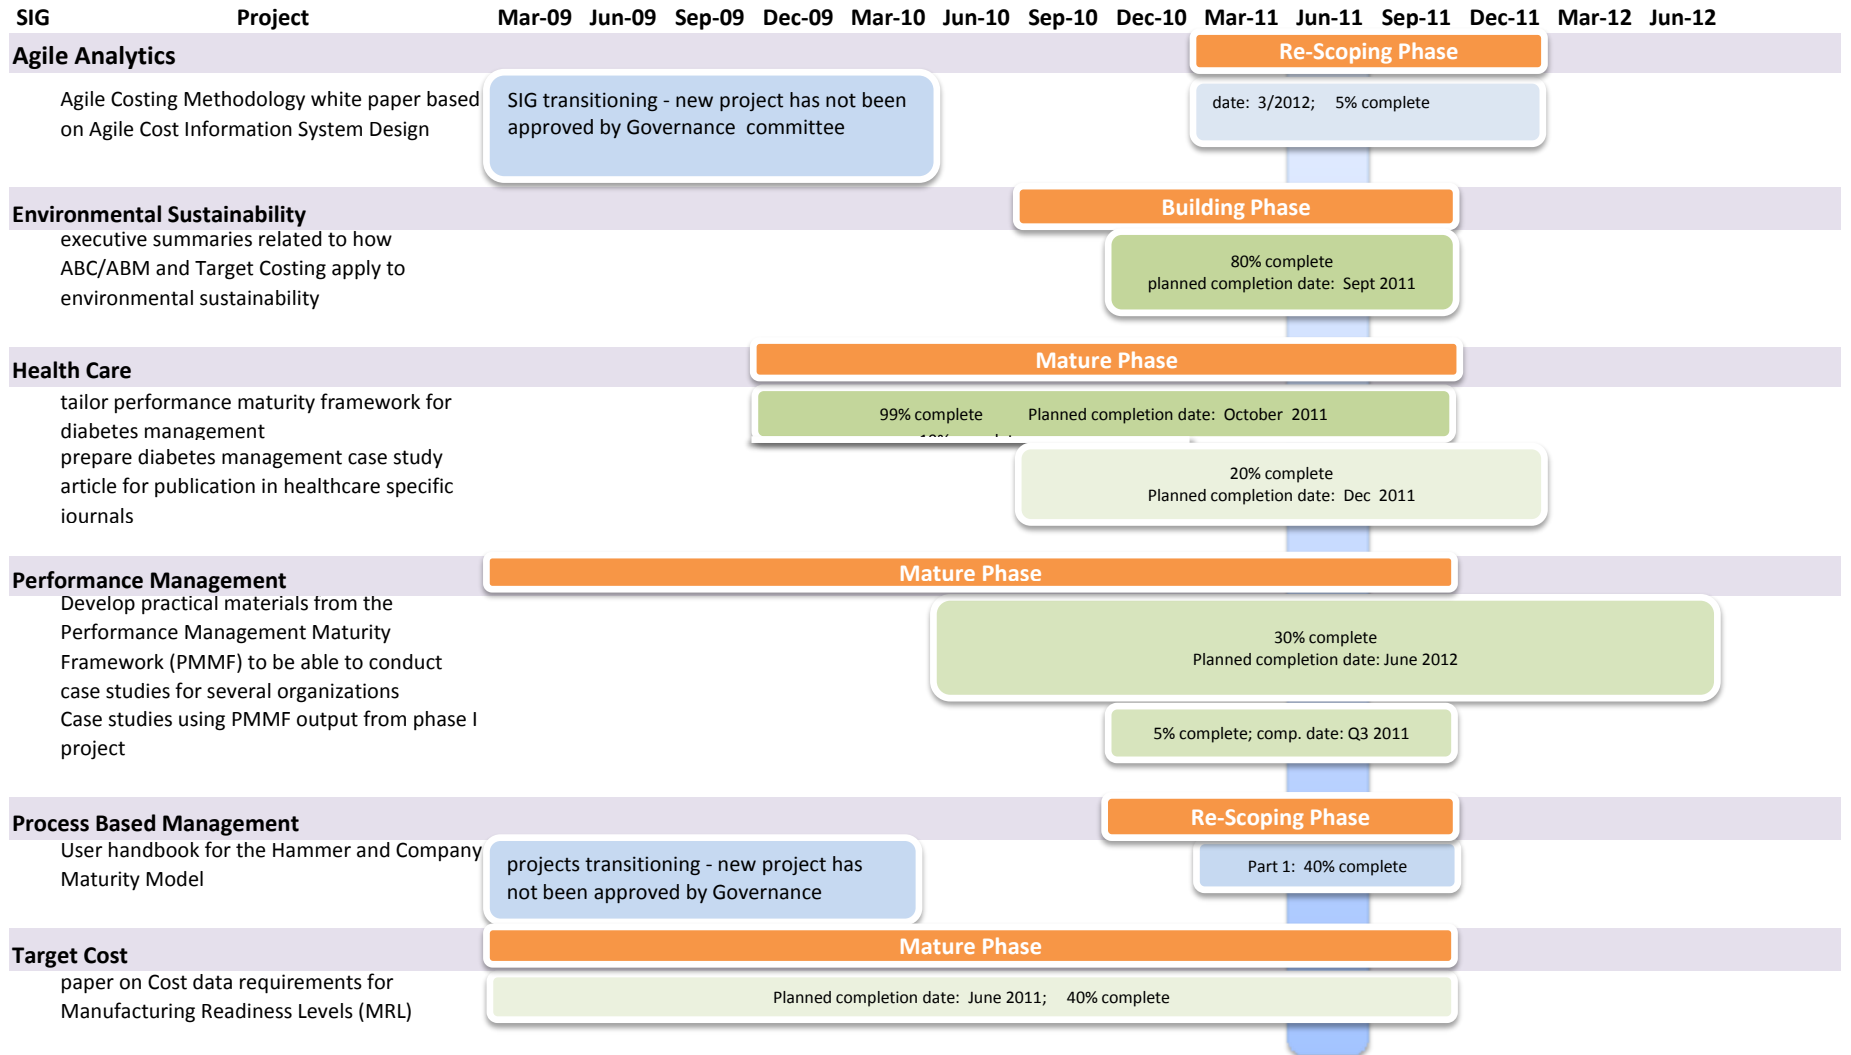 SIG Project Mar-09 Jun-09 Sep-09 Dec-09 Mar-10 Jun-10 Sep-10 Dec-10 Mar-11 Jun-11 Sep-11 Dec-11 Mar-12 Jun-12
Agile Analytics
Re-Scoping Phase
Agile Costing Methodology white paper based
on Agile Cost Information System Design
SIG transitioning - new project has not been
approved by Governance committee
date: 3/2012; 5% complete
Environmental Sustainability
Building Phase
executive summaries related to how
ABC/ABM and Target Costing apply to
environmental sustainability
80% complete
planned completion date: Sept 2011
Health Care
Mature Phase
tailor performance maturity framework for
diabetes management
99% complete Planned completion date: October 2011
prepare diabetes management case study
article for publication in healthcare specific
journals
20% complete
Planned completion date: Dec 2011
Performance Management
Mature Phase
Develop practical materials from the
Performance Management Maturity
Framework (PMMF) to be able to conduct
case studies for several organizations
30% complete
Planned completion date: June 2012
Case studies using PMMF output from phase I
project
5% complete; comp. date: Q3 2011
Process Based Management
Re-Scoping Phase
User handbook for the Hammer and Company
Maturity Model
projects transitioning - new project has
not been approved by Governance
Part 1: 40% complete
Target Cost
Mature Phase
paper on Cost data requirements for
Manufacturing Readiness Levels (MRL)
Planned completion date: June 2011; 40% complete